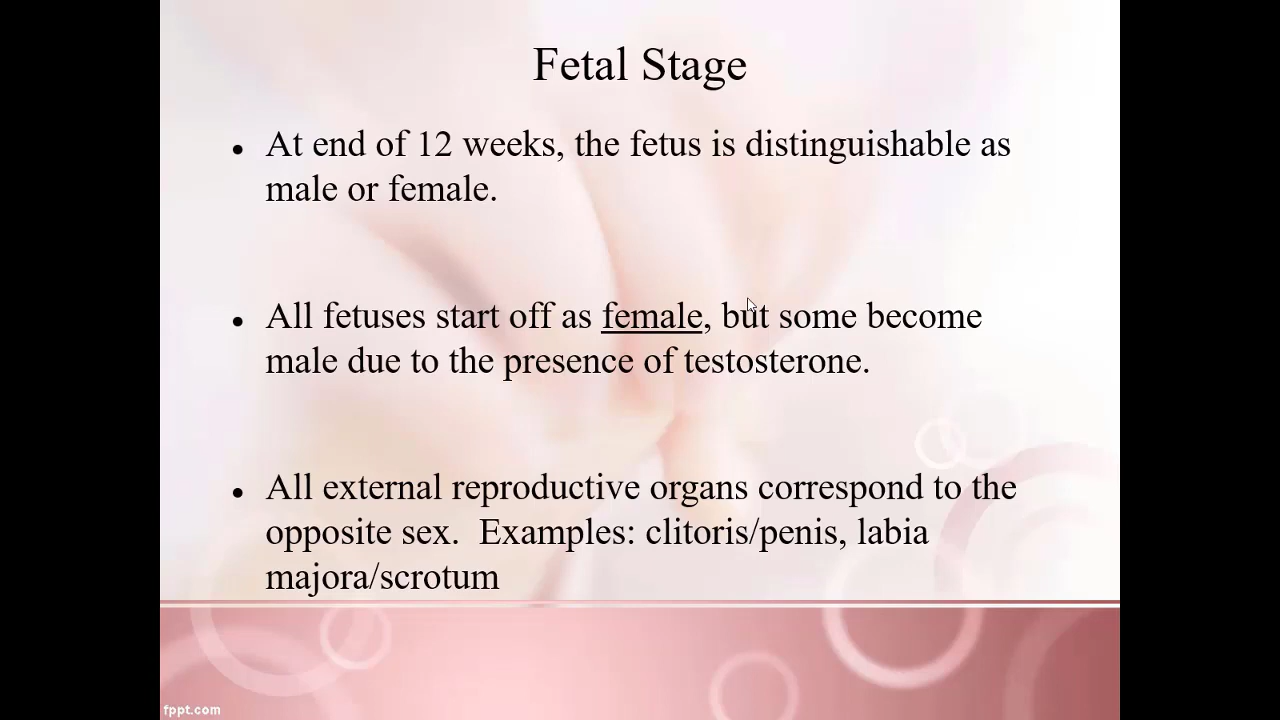 Fetal Stage
• At end of 12 weeks, the fetus is distinguishable as
male or female.
• All fetuses start off as female, but some become
male due to the presence of testosterone.
• All external reproductive organs correspond to the
opposite sex.  Examples: clitoris/penis, labia
majora/scrotum
fppt.com